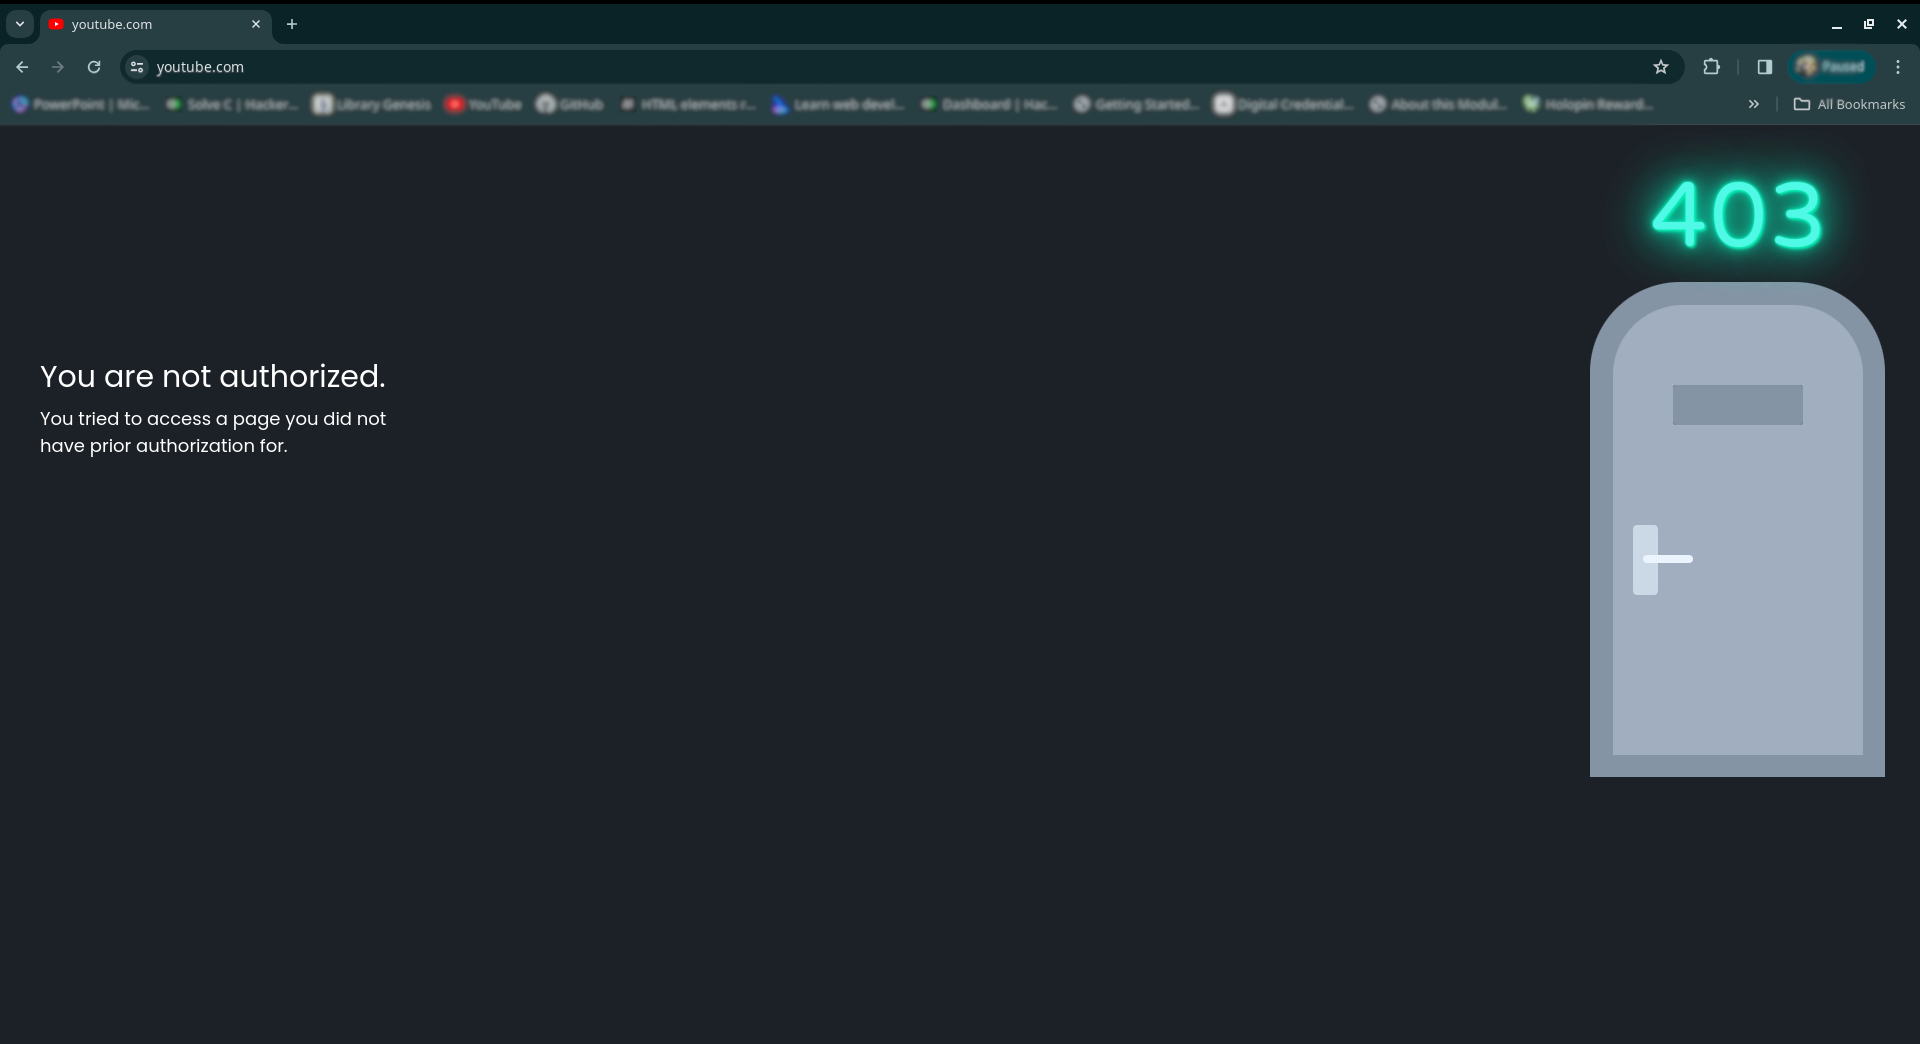 youtube.com
youtube.com
Paused
PowerPoint | Mic...
Solve C | Hacker...
Library Genesis
YouTube
GitHub
HTML elements r...
Learn web devel...
Dashboard | Hac...
Getting Started...
Digital Credential...
About this Modul...
Holopin Reward...
All Bookmarks
403
You are not authorized.
You tried to access a page you did not
have prior authorization for.